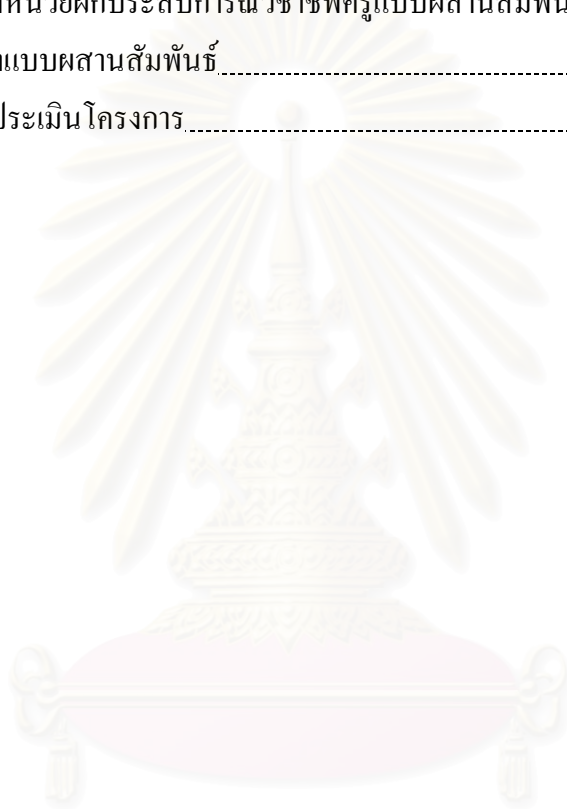 หน่วยฝึกประสบการณ์วิชาชีพครูแบบผสานสัมพันธ์
แบบผสานสัมพันธ์
ประเมินโครงการ